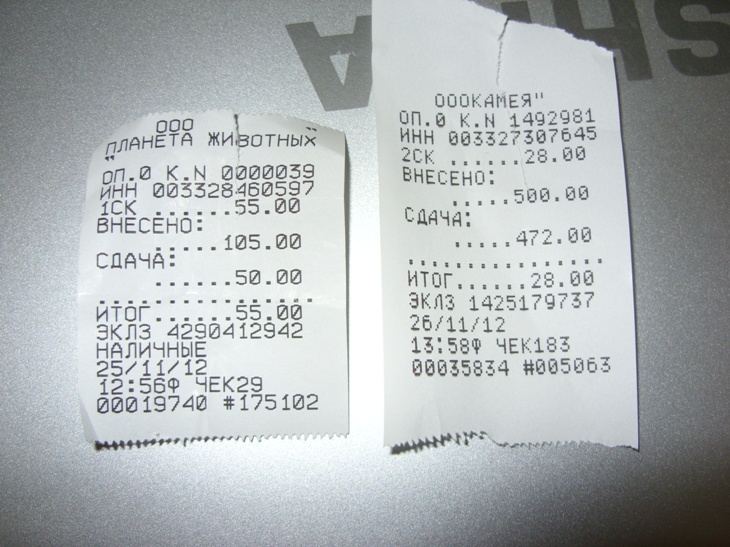 ООО
"ПЛАНЕТА ЖИВОТНЫХ"
ОП.0 К.N 0000039
ИНН 003328460597
1СК ......55.00
ВНЕСЕНО:
.....105.00
СДАЧА:
......50.00
................
ИТОГ......55.00
ЭКЛЗ 4290412942
НАЛИЧНЫЕ
25/11/12
12:56Ф ЧЕК29
00019740 #175102
ОООКАМЕЯ"
ОП.0 К.N 1492981
ИНН 003327307645
2СК ......28.00
ВНЕСЕНО:
.....500.00
СДАЧА:
.....472.00
................
ИТОГ......28.00
ЭКЛЗ 1425179737
26/11/12
13:58Ф ЧЕК183
00035834 #005063